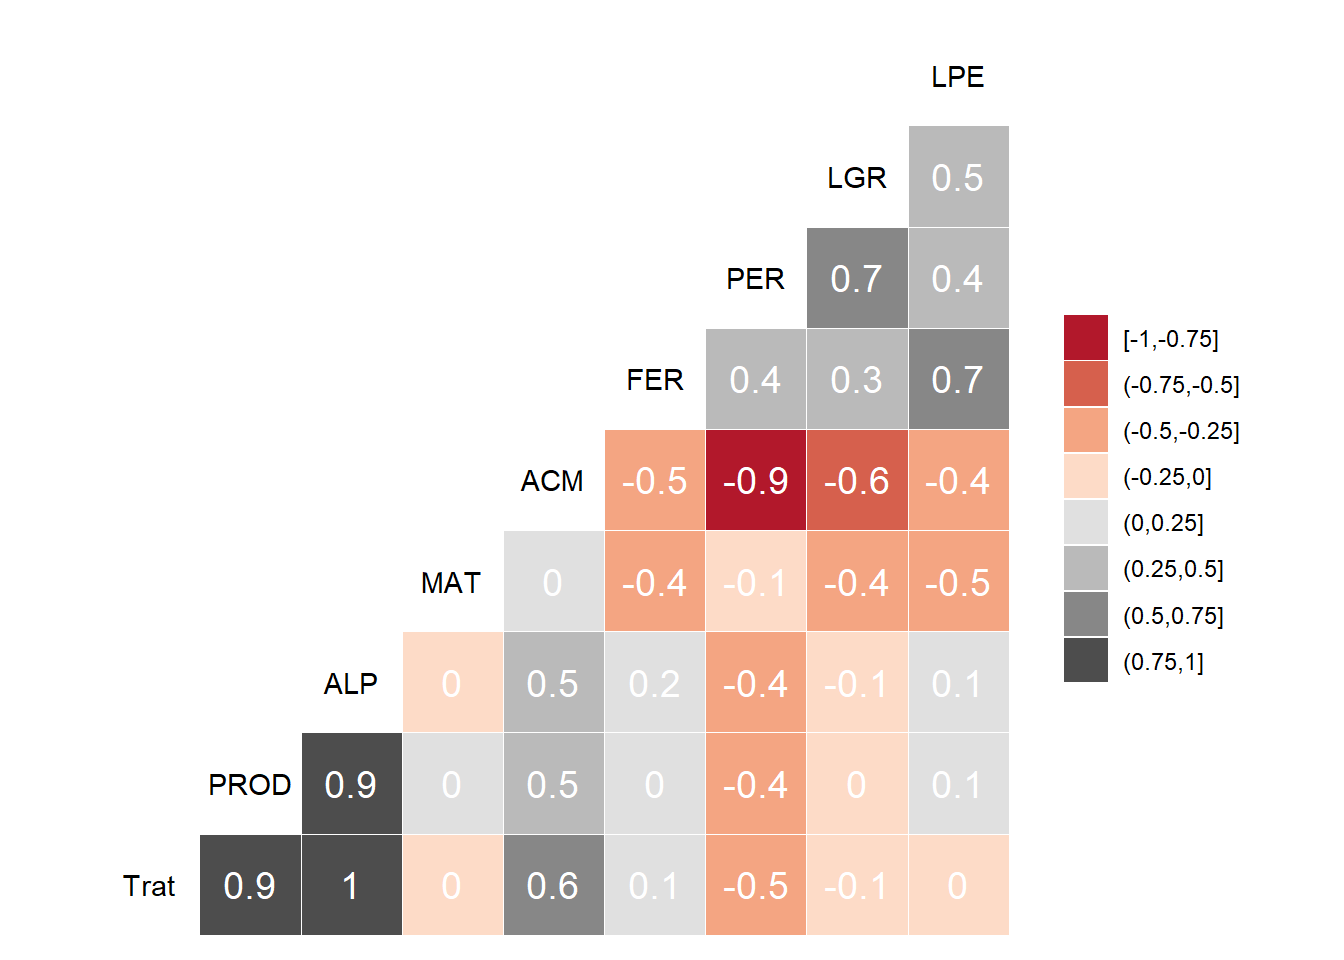 LPE
LGR 0.5
PER 0.7 0.4
FER 0.4 0.3 0.7
ACM -0.5 -0.9 -0.6 -0.4
MAT 0 -0.4 -0.1 -0.4 -0.5
ALP 0 0.5 0.2 -0.4 -0.1 0.1
PROD 0.9 0 0.5 0 -0.4 0 0.1
Trat 0.9 1 0 0.6 0.1 -0.5 -0.1 0
[-1,-0.75]
(-0.75,-0.5]
(-0.5,-0.25]
(-0.25,0]
(0,0.25]
(0.25,0.5]
(0.5,0.75]
(0.75,1]